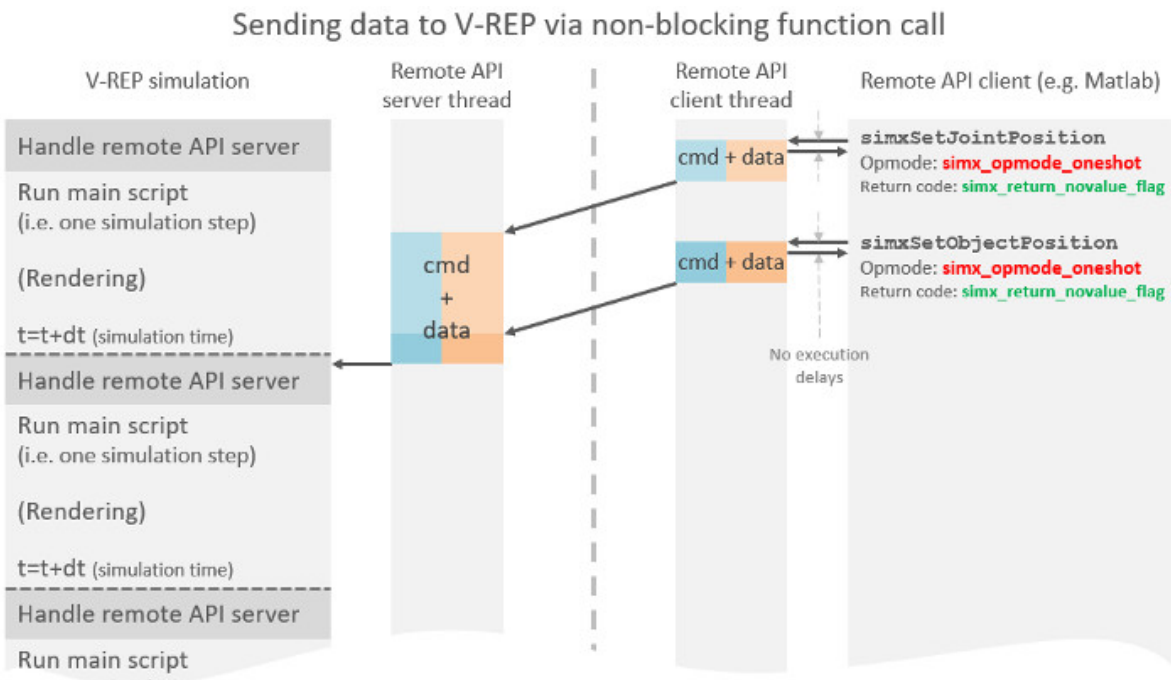 Sending data to V-REP via non-blocking function call
V-REP simulation
Remote API
server thread
Remote API
client thread
Remote API client (e.g. Matlab)
Handle remote API server
Run main script
(i.e. one simulation step)
(Rendering)
t=t+dt (simulation time)
Handle remote API server
Run main script
(i.e. one simulation step)
(Rendering)
t=t+dt (simulation time)
Handle remote API server
Run main script
cmd
+
data
cmd + data
cmd + data
simxSetJointPosition
Opmode: simx_opmode_oneshot
Return code: simx_return_novalue_flag
simxSetObjectPosition
Opmode: simx_opmode_oneshot
Return code: simx_return_novalue_flag
No execution
delays